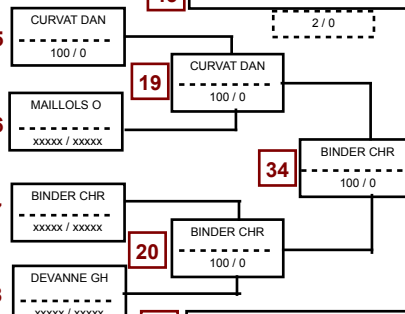 2 / 0
CURVAT DAN
100 / 0
CURVAT DAN
19
100 / 0
MAILLOLS O
xxxxx / xxxxx
BINDER CHR
34
100 / 0
BINDER CHR
xxxxx / xxxxx
BINDER CHR
20
100 / 0
DEVANNE GH
xxxxx / xxxxx